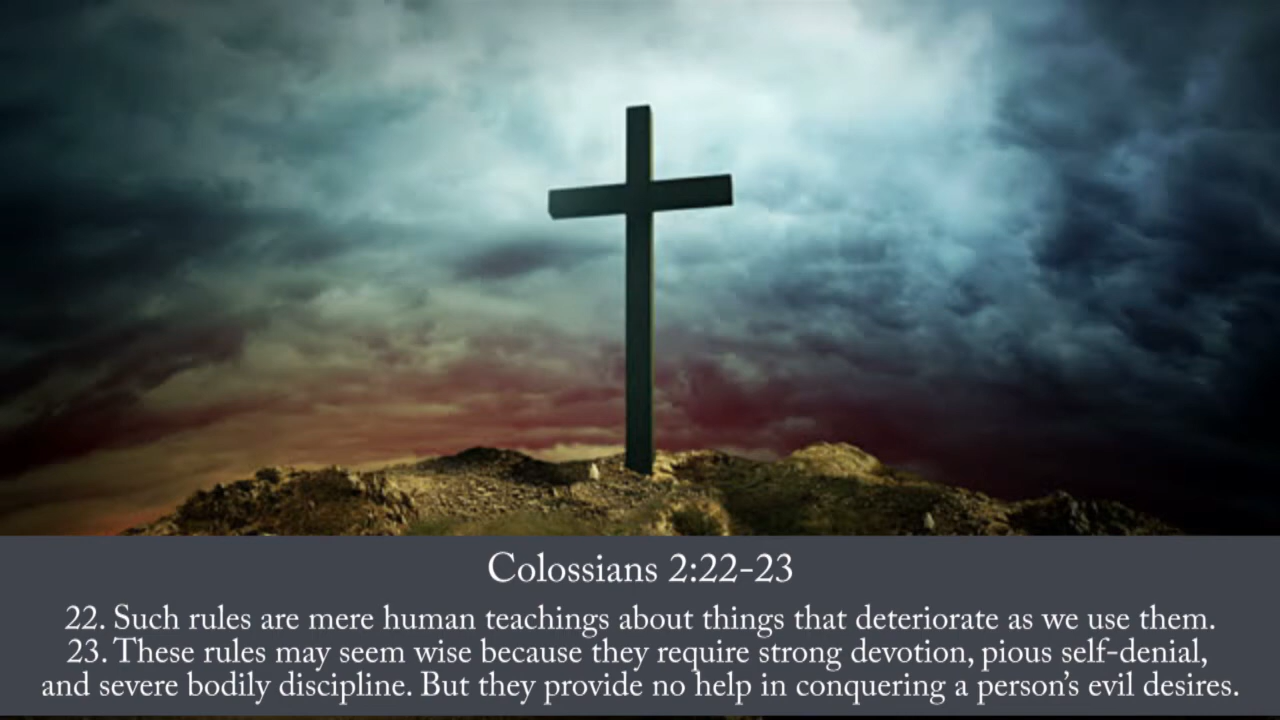 Colossians 2:22-23
22. Such rules are mere human teachings about things that deteriorate as we use them.
23. These rules may seem wise because they require strong devotion, pious self-denial,
and severe bodily discipline. But they provide no help in conquering a person’s evil desires.